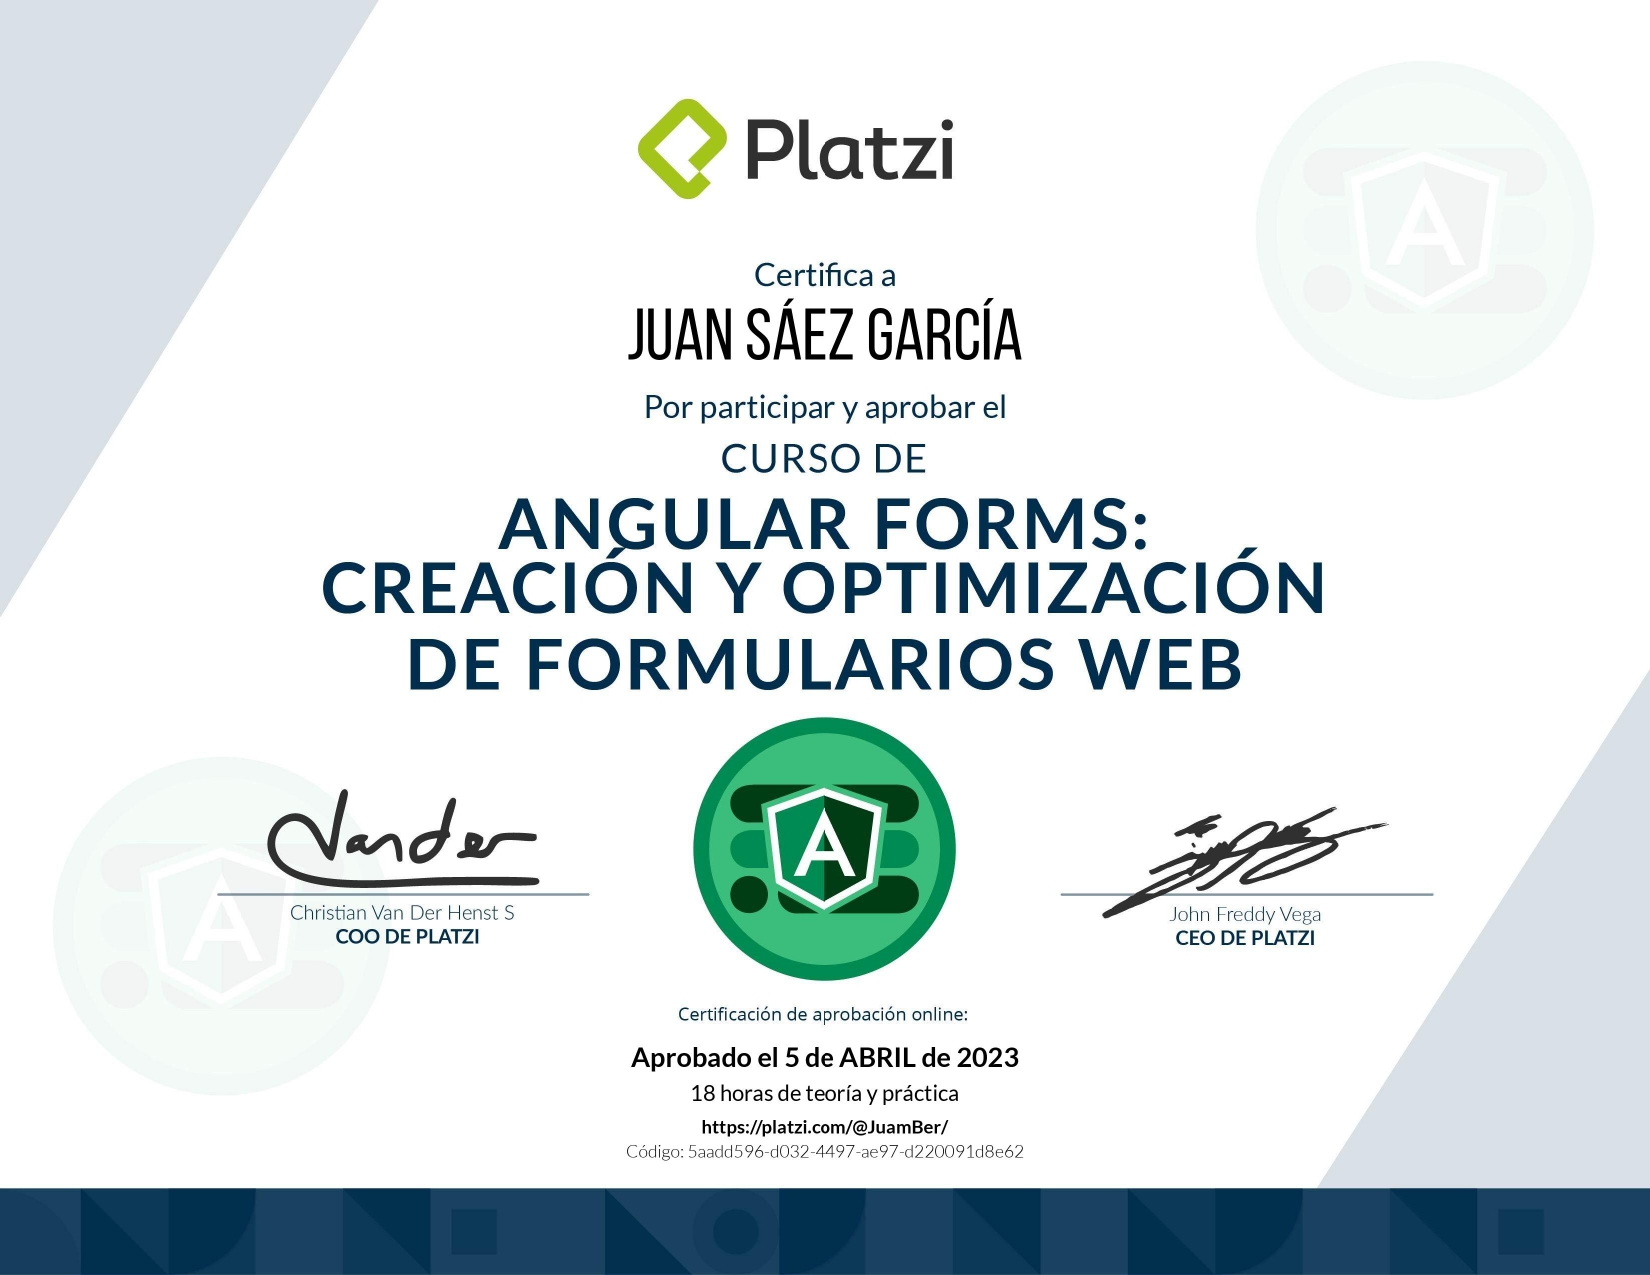 Platzi
Certifica a
JUAN SÁEZ GARCÍA
Por participar y aprobar el
CURSO DE
ANGULAR FORMS:
CREACIÓN Y OPTIMIZACIÓN
DE FORMULARIOS WEB
Vander
Christian Van Der Henst S
COO DE PLATZI
John Freddy Vega
CEO DE PLATZI
Certificación de aprobación online:
Aprobado el 5 de ABRIL de 2023
18 horas de teoría y práctica
https://platzi.com/@JuamBer/
Código: 5aadd596-d032-4497-ae97-d220091d8e62